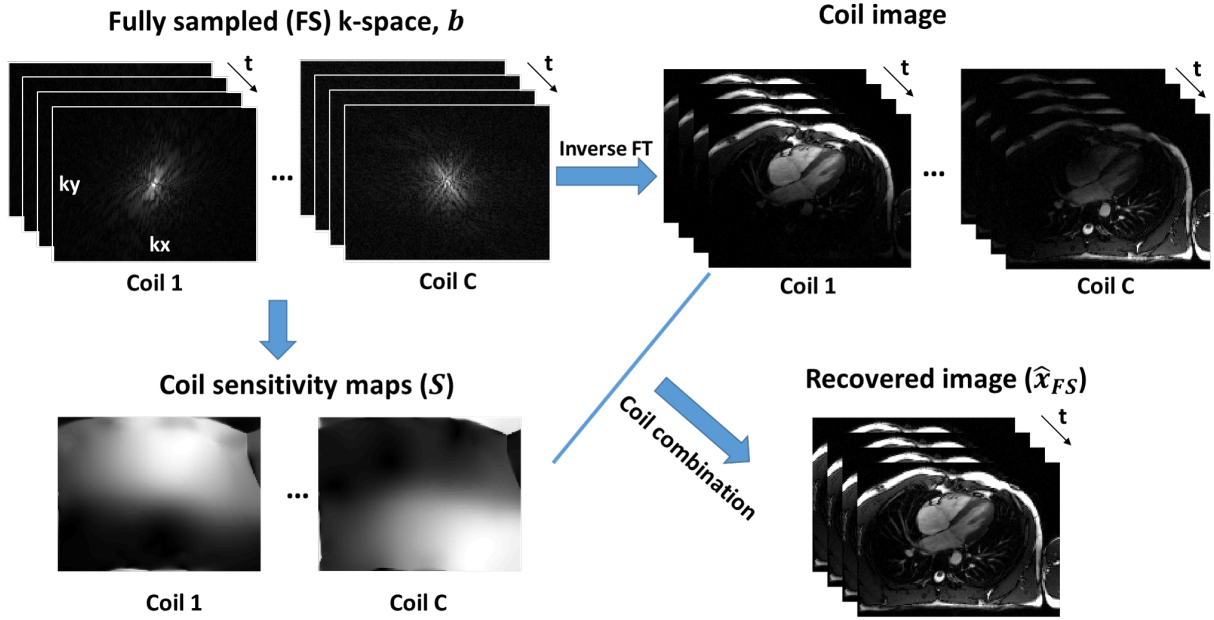 Fully sampled (FS) k-space, b
Coil image
t
t
t
t
ky
kx
...
Inverse FT
...
Coil 1
Coil C
Coil 1
Coil C
Coil sensitivity maps (S)
Recovered image (x̂_FS)
t
...
Coil combination
Coil 1
Coil C